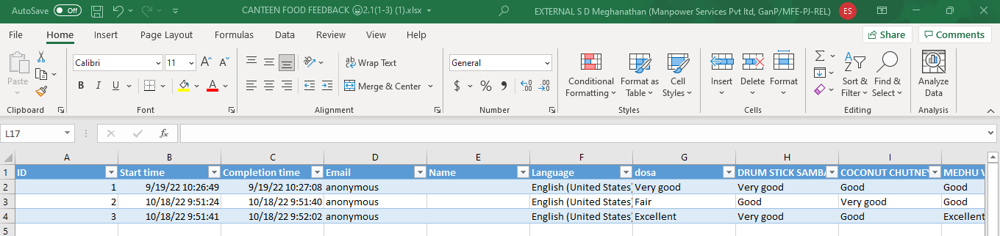 AutoSave Off CANTEEN FOOD FEEDBACK 😀2.1(1-3) (1).xlsx EXTERNAL S D Meghanathan (Manpower Services Pvt ltd, GanP/MFE-PJ-REL) ES
File Home Insert Page Layout Formulas Data Review View Help Share Comments
Paste Calibri 11 Wrap Text General Conditional Format as Cell Insert Delete Format Sort & Find & Analyze
B I U A Merge & Center $ % Formatting Table Styles Filter Select Data
Clipboard Font Alignment Number Styles Cells Editing Analysis
L17 fx
A B C D E F G H I
1 ID Start time Completion time Email Name Language dosa DRUM STICK SAMBA COCONUT CHUTNEY MEDHU V
2 1 9/19/22 10:26:49 9/19/22 10:27:08 anonymous English (United States) Very good Very good Good Good
3 2 10/18/22 9:51:24 10/18/22 9:51:40 anonymous English (United States) Fair Good Very good Good
4 3 10/18/22 9:51:41 10/18/22 9:52:02 anonymous English (United States) Excellent Very good Good Excellent
5